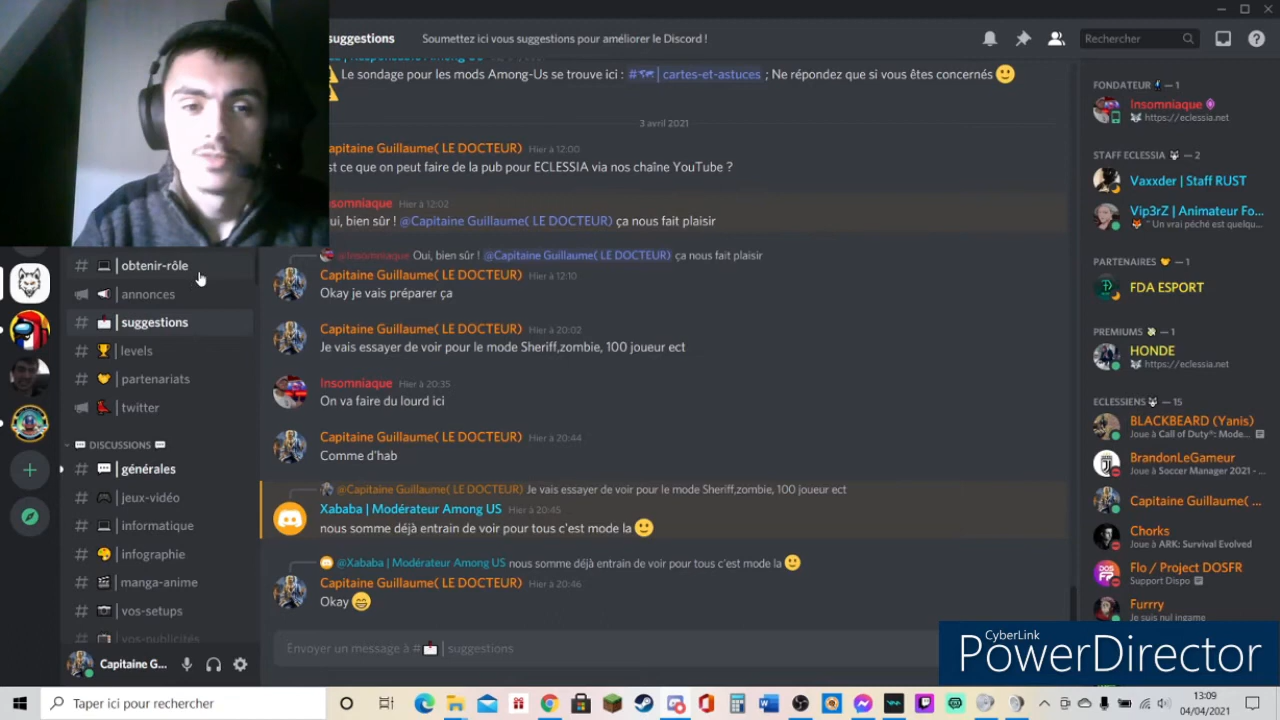 suggestions
Soumettez ici vous suggestions pour améliorer le Discord !
Rechercher
Le sondage pour les mods Among-Us se trouve ici : # | cartes-et-astuces ; Ne répondez que si vous êtes concernés
3 avril 2021
apitaine Guillaume( LE DOCTEUR) Hier à 12:00
st ce que on peut faire de la pub pour ECLESSIA via nos chaîne YouTube ?
nsomniaque Hier à 12:02
ui, bien sûr ! @Capitaine Guillaume( LE DOCTEUR) ça nous fait plaisir
@Insomniaque Oui, bien sûr ! @Capitaine Guillaume( LE DOCTEUR) ça nous fait plaisir
Capitaine Guillaume( LE DOCTEUR) Hier à 12:10
Okay je vais préparer ça
Capitaine Guillaume( LE DOCTEUR) Hier à 20:02
Je vais essayer de voir pour le mode Sheriff,zombie, 100 joueur ect
Insomniaque Hier à 20:35
On va faire du lourd ici
Capitaine Guillaume( LE DOCTEUR) Hier à 20:44
Comme d'hab
@Capitaine Guillaume( LE DOCTEUR) Je vais essayer de voir pour le mode Sheriff,zombie, 100 joueur ect
Xababa | Modérateur Among US Hier à 20:45
nous somme déjà entrain de voir pour tous c'est mode la
@Xababa | Modérateur Among US nous somme déjà entrain de voir pour tous c'est mode la
Capitaine Guillaume( LE DOCTEUR) Hier à 20:46
Okay
Envoyer un message à # | suggestions
# | obtenir-rôle
| annonces
# | suggestions
# | levels
# | partenariats
| twitter
DISCUSSIONS
# | générales
# | jeux-vidéo
# | informatique
# | infographie
# | manga-anime
# | vos-setups
# | vos-publicités
Capitaine G...
FONDATEUR — 1
Insomniaque
https://eclessia.net
STAFF ECLESSIA — 2
Vaxxder | Staff RUST
Vip3rZ | Animateur Fo...
" Un vrai péché est quelqu...
PARTENAIRES — 1
FDA ESPORT
PREMIUMS — 1
HONDE
https://eclessia.net
ECLESSIENS — 15
BLACKBEARD (Yanis)
Joue à Call of Duty®: Mode...
BrandonLeGameur
Joue à Soccer Manager 2021 -...
Capitaine Guillaume( ...
Chorks
Joue à ARK: Survival Evolved
Flo / Project DOSFR
Support Dispo
Furrry
Je suis nul ingame
CyberLink
PowerDirector
Taper ici pour rechercher
13:09
04/04/2021